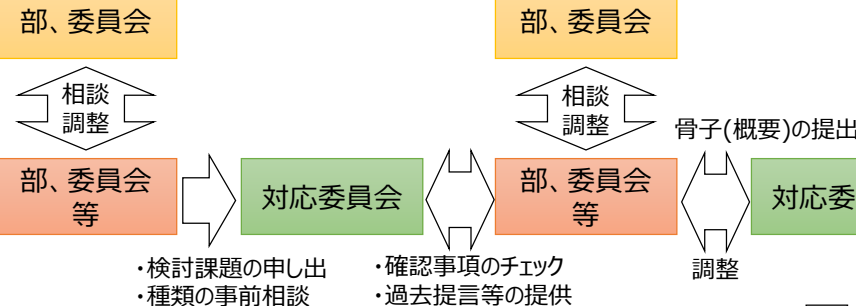 部、委員会
部、委員会
相談
調整
相談
調整
骨子(概要)の提出
部、委員会
等
対応委員会
部、委員会
等
対応委
・検討課題の申し出
・種類の事前相談
・確認事項のチェック
・過去提言等の提供
調整